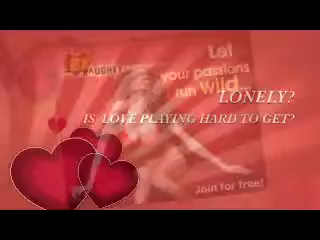 Let
your passions
run Wild...
LONELY?
IS LOVE PLAYING HARD TO GET?
Join for free!